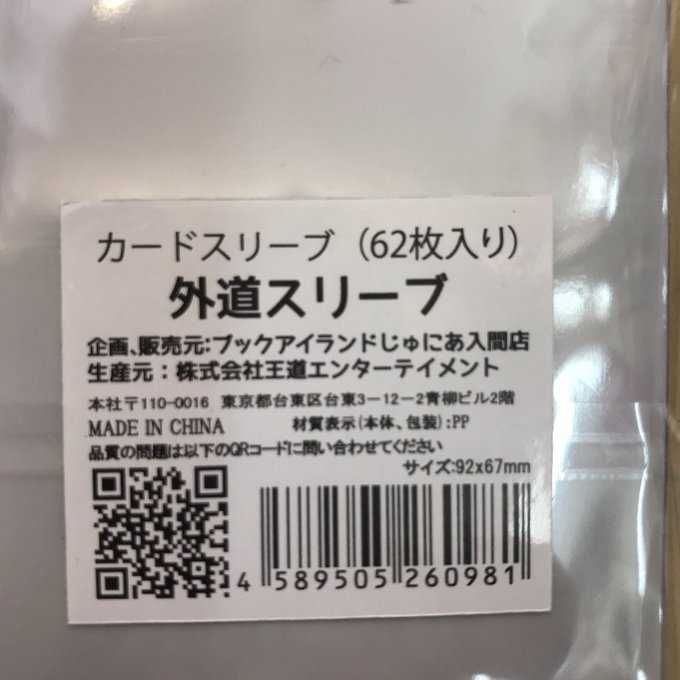 カードスリーブ（62枚入り）
外道スリーブ
企画、販売元:ブックアイランドじゅにあ入間店
生産元：株式会社王道エンターテイメント
本社〒110-0016 東京都台東区台東3-12-2青柳ビル2階
MADE IN CHINA 材質表示(本体、包装):PP
品質の問題は以下のQRコードに問い合わせてください
サイズ:92x67mm
4 589505 260981